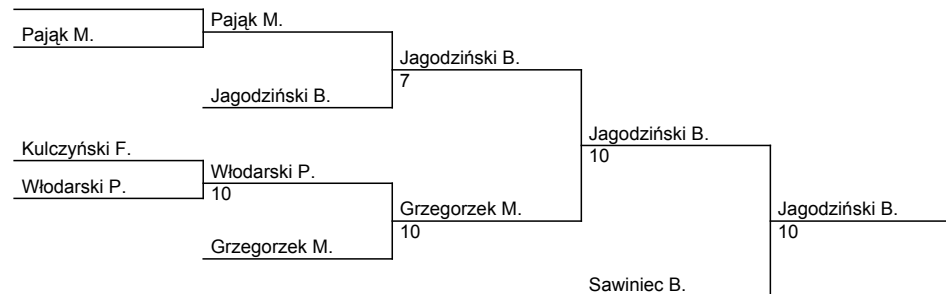 Pająk M.
Pająk M.
Jagodziński B.
7
Jagodziński B.
Kulczyński F.
Włodarski P.
Włodarski P.
10
Grzegorzek M.
10
Grzegorzek M.
Jagodziński B.
10
Sawiniec B.
Jagodziński B.
10